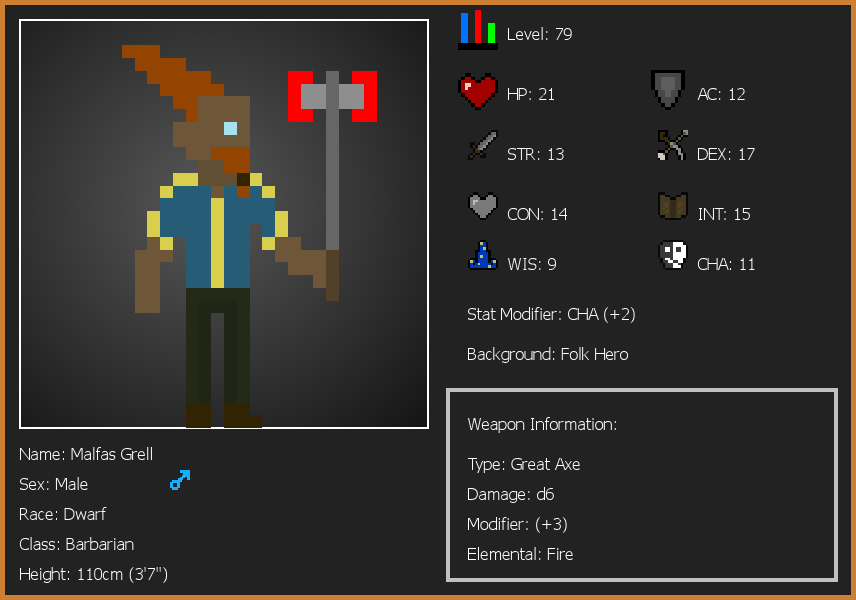 Level: 79
HP: 21
AC: 12
STR: 13
DEX: 17
CON: 14
INT: 15
WIS: 9
CHA: 11
Stat Modifier: CHA (+2)
Background: Folk Hero
Weapon Information:
Type: Great Axe
Damage: d6
Modifier: (+3)
Elemental: Fire
Name: Malfas Grell
Sex: Male
Race: Dwarf
Class: Barbarian
Height: 110cm (3'7")